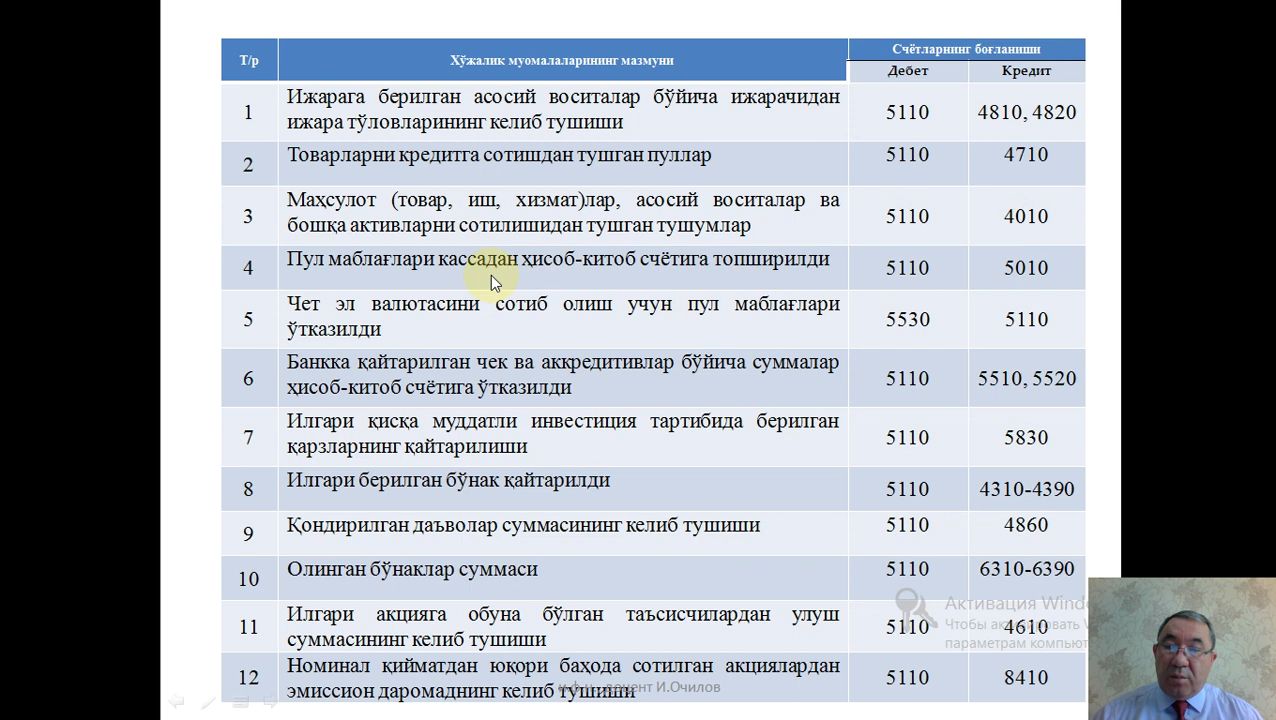 Т/р
Хўжалик муомалаларининг мазмуни
Счётларнинг боғланиши
Дебет
Кредит
1
Ижарага берилган асосий воситалар бўйича ижарачидан
ижара тўловларининг келиб тушиши
5110
4810, 4820
2
Товарларни кредитга сотишдан тушган пуллар
5110
4710
3
Маҳсулот (товар, иш, хизмат)лар, асосий воситалар ва
бошқа активларни сотилишидан тушган тушумлар
5110
4010
4
Пул маблағлари кассадан ҳисоб-китоб счётига топширилди
5110
5010
5
Чет эл валютасини сотиб олиш учун пул маблағлари
ўтказилди
5530
5110
6
Банкка қайтарилган чек ва аккредитивлар бўйича суммалар
ҳисоб-китоб счётига ўтказилди
5110
5510, 5520
7
Илгари қисқа муддатли инвестиция тартибида берилган
қарзларнинг қайтарилиши
5110
5830
8
Илгари берилган бўнак қайтарилди
5110
4310-4390
9
Қондирилган даъволар суммасининг келиб тушиши
5110
4860
10
Олинган бўнаклар суммаси
5110
6310-6390
11
Илгари акцияга обуна бўлган таъсисчилардан улуш
суммасининг келиб тушиши
5110
4610
12
Номинал қийматдан юқори баҳода сотилган акциялардан
эмиссион даромаднинг келиб тушиши
5110
8410
доцент И.Очилов
Активация Windo
Чтобы активировать
параметрам компьют